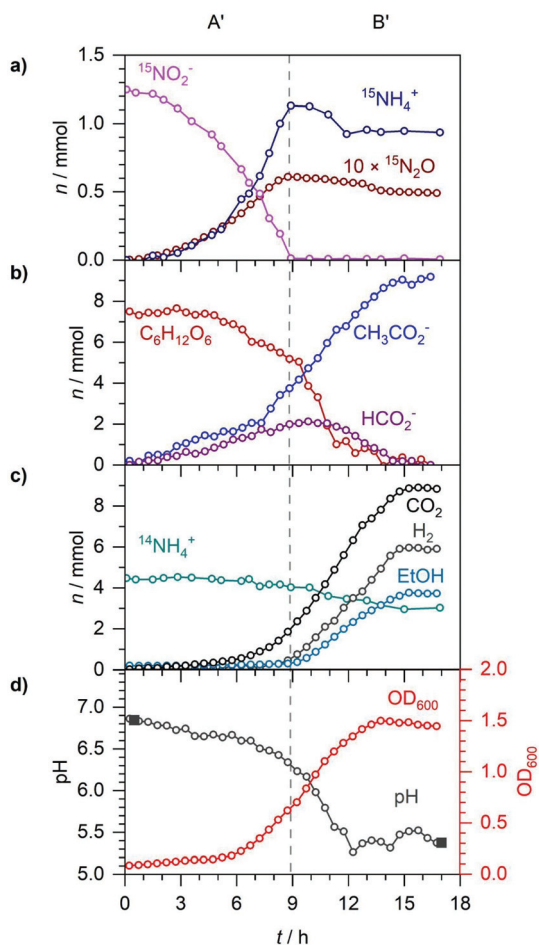 A' B'
a)
¹⁵NO₂⁻
¹⁵NH₄⁺
10 × ¹⁵N₂O
n / mmol
1.5
1.0
0.5
0.0
b)
C₆H₁₂O₆
CH₃CO₂⁻
HCO₂⁻
n / mmol
8
6
4
2
0
c)
¹⁴NH₄⁺
CO₂
H₂
EtOH
n / mmol
8
6
4
2
0
d)
OD₆₀₀
pH
pH
7.0
6.5
6.0
5.5
5.0
2.0
1.5
1.0
0.5
0.0
OD₆₀₀
0 3 6 9 12 15 18
t / h